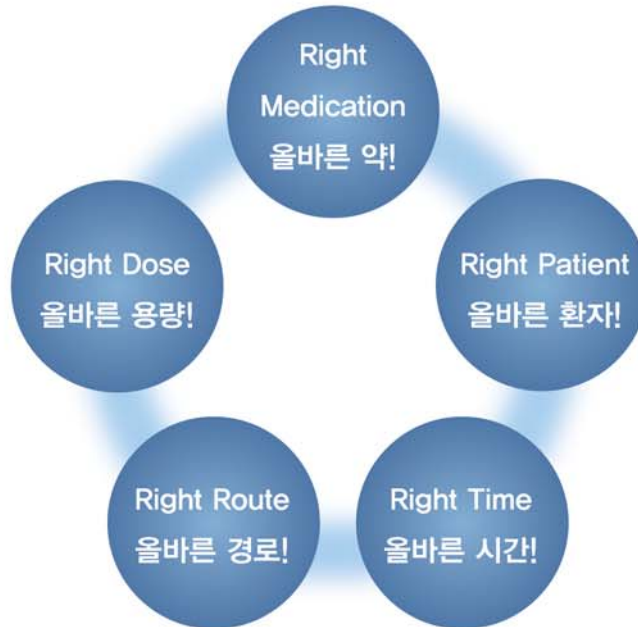 Right
Medication
올바른 약!
Right Dose
올바른 용량!
Right Patient
올바른 환자!
Right Route
올바른 경로!
Right Time
올바른 시간!